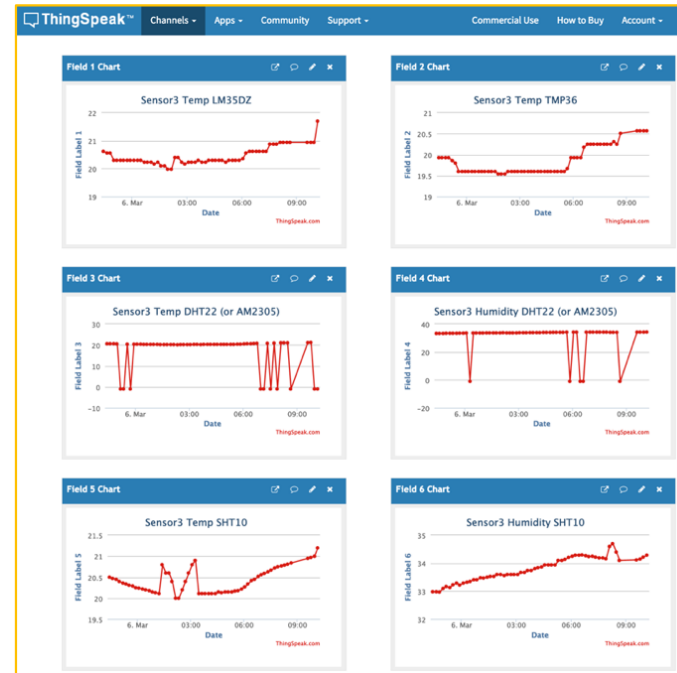 ThingSpeak™ Channels Apps Community Support Commercial Use How to Buy Account
Field 1 Chart
Sensor3 Temp LM35DZ
Field Label 1
22
21
20
19
6. Mar 03:00 06:00 09:00
Date
ThingSpeak.com
Field 2 Chart
Sensor3 Temp TMP36
Field Label 2
21
20.5
20
19.5
19
6. Mar 03:00 06:00 09:00
Date
ThingSpeak.com
Field 3 Chart
Sensor3 Temp DHT22 (or AM2305)
Field Label 3
30
20
10
0
-10
6. Mar 03:00 06:00 09:00
Date
ThingSpeak.com
Field 4 Chart
Sensor3 Humidity DHT22 (or AM2305)
Field Label 4
40
20
0
-20
6. Mar 03:00 06:00 09:00
Date
ThingSpeak.com
Field 5 Chart
Sensor3 Temp SHT10
Field Label 5
21.5
21
20.5
20
19.5
6. Mar 03:00 06:00 09:00
Date
ThingSpeak.com
Field 6 Chart
Sensor3 Humidity SHT10
Field Label 6
35
34
33
32
6. Mar 03:00 06:00 09:00
Date
ThingSpeak.com